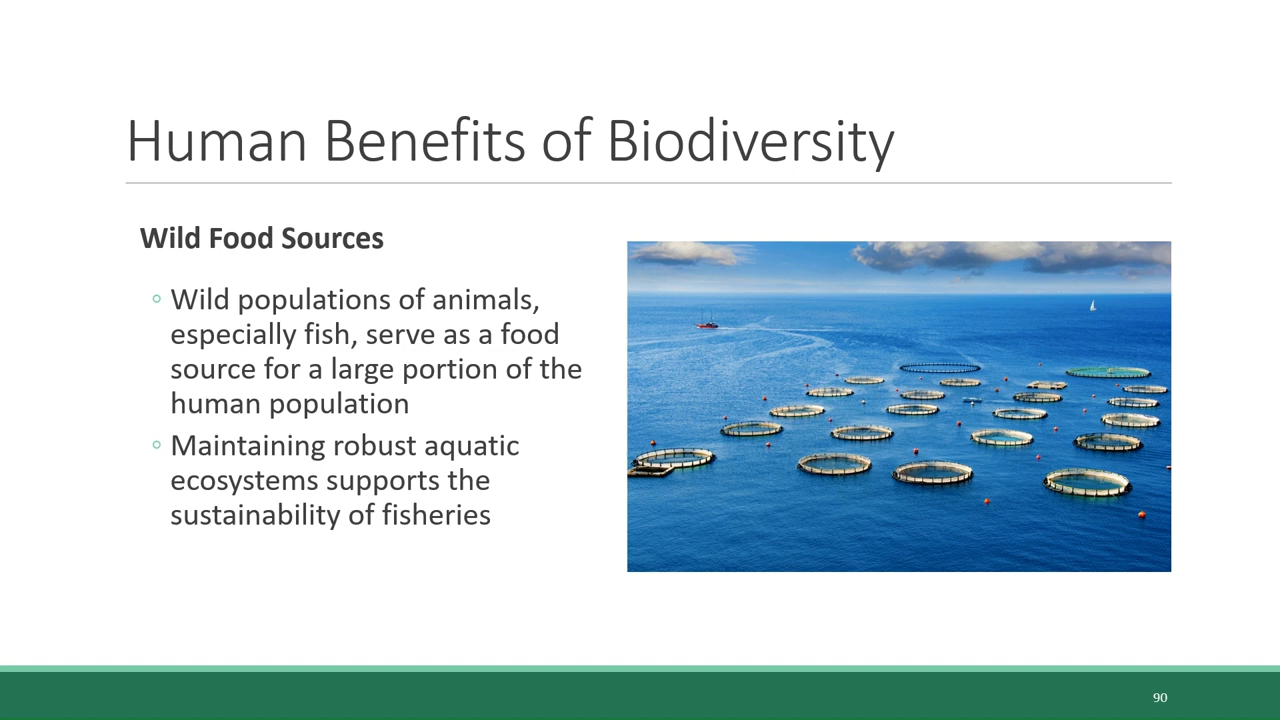 Human Benefits of Biodiversity
Wild Food Sources
◦ Wild populations of animals,
especially fish, serve as a food
source for a large portion of the
human population
◦ Maintaining robust aquatic
ecosystems supports the
sustainability of fisheries
90